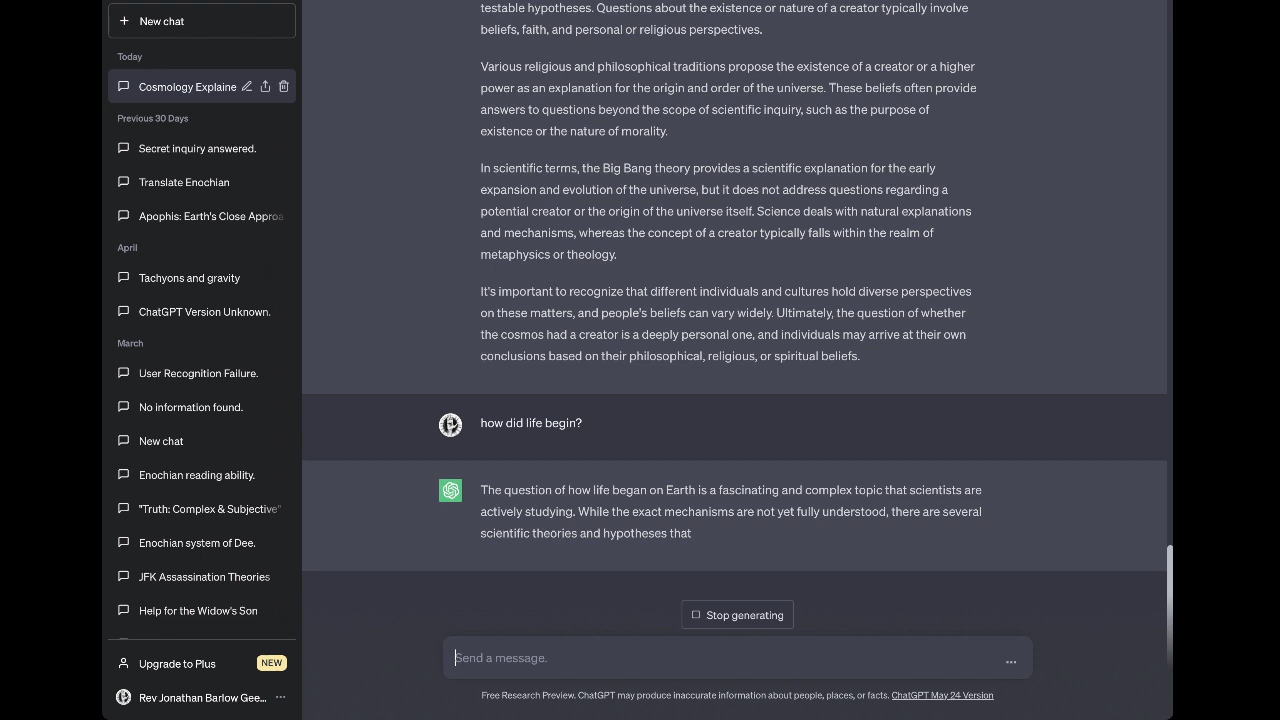 New chat
Today
Cosmology Explaine
Previous 30 Days
Secret inquiry answered.
Translate Enochian
Apophis: Earth's Close Approa
April
Tachyons and gravity
ChatGPT Version Unknown.
March
User Recognition Failure.
No information found.
New chat
Enochian reading ability.
"Truth: Complex & Subjective"
Enochian system of Dee.
JFK Assassination Theories
Help for the Widow's Son
Upgrade to Plus NEW
Rev Jonathan Barlow Gee...
testable hypotheses. Questions about the existence or nature of a creator typically involve
beliefs, faith, and personal or religious perspectives.
Various religious and philosophical traditions propose the existence of a creator or a higher
power as an explanation for the origin and order of the universe. These beliefs often provide
answers to questions beyond the scope of scientific inquiry, such as the purpose of
existence or the nature of morality.
In scientific terms, the Big Bang theory provides a scientific explanation for the early
expansion and evolution of the universe, but it does not address questions regarding a
potential creator or the origin of the universe itself. Science deals with natural explanations
and mechanisms, whereas the concept of a creator typically falls within the realm of
metaphysics or theology.
It's important to recognize that different individuals and cultures hold diverse perspectives
on these matters, and people's beliefs can vary widely. Ultimately, the question of whether
the cosmos had a creator is a deeply personal one, and individuals may arrive at their own
conclusions based on their philosophical, religious, or spiritual beliefs.
how did life begin?
The question of how life began on Earth is a fascinating and complex topic that scientists are
actively studying. While the exact mechanisms are not yet fully understood, there are several
scientific theories and hypotheses that
Stop generating
Send a message.
Free Research Preview. ChatGPT may produce inaccurate information about people, places, or facts. ChatGPT May 24 Version